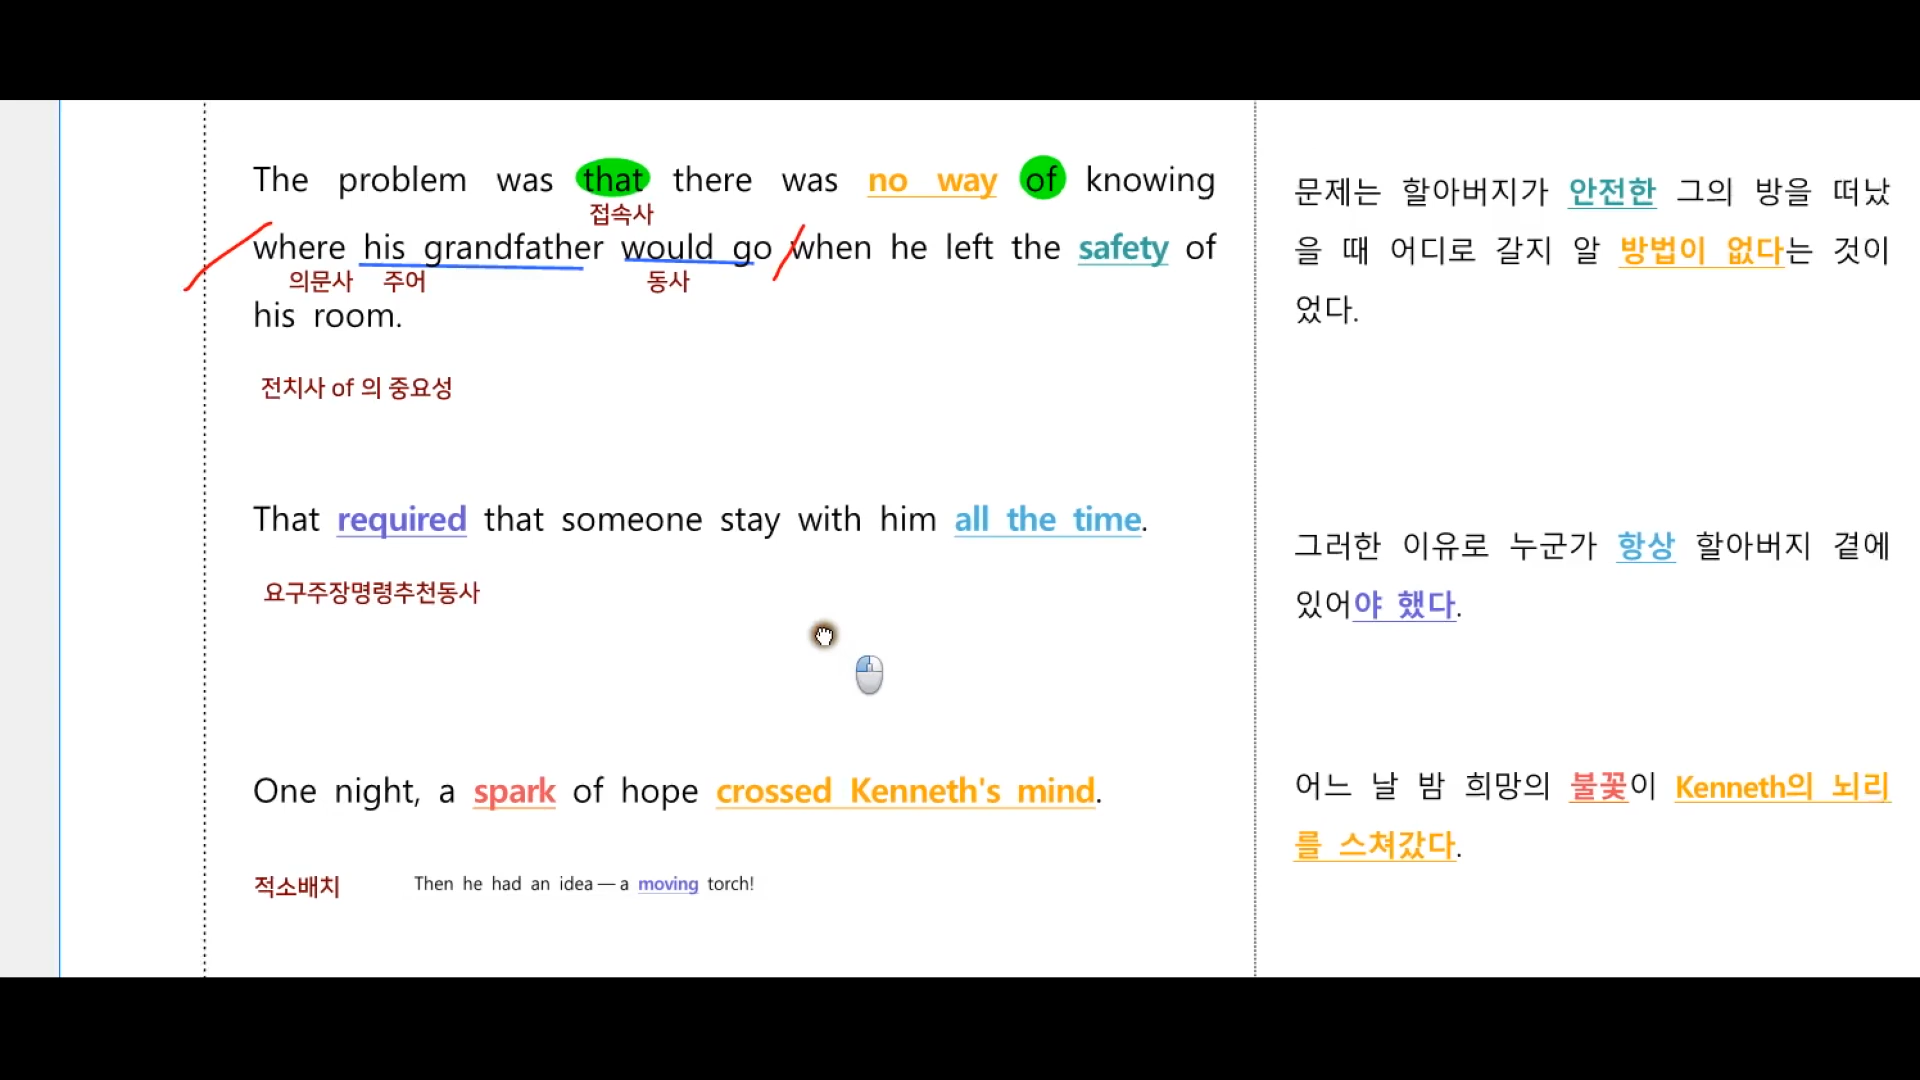 The problem was that there was no way of knowing
접속사
where his grandfather would go when he left the safety of
의문사 주어 동사
his room.
전치사 of 의 중요성
That required that someone stay with him all the time.
요구주장명령추천동사
One night, a spark of hope crossed Kenneth's mind.
적소배치 Then he had an idea — a moving torch!
문제는 할아버지가 안전한 그의 방을 떠났
을 때 어디로 갈지 알 방법이 없다는 것이
었다.
그러한 이유로 누군가 항상 할아버지 곁에
있어야 했다.
어느 날 밤 희망의 불꽃이 Kenneth의 뇌리
를 스쳐갔다.